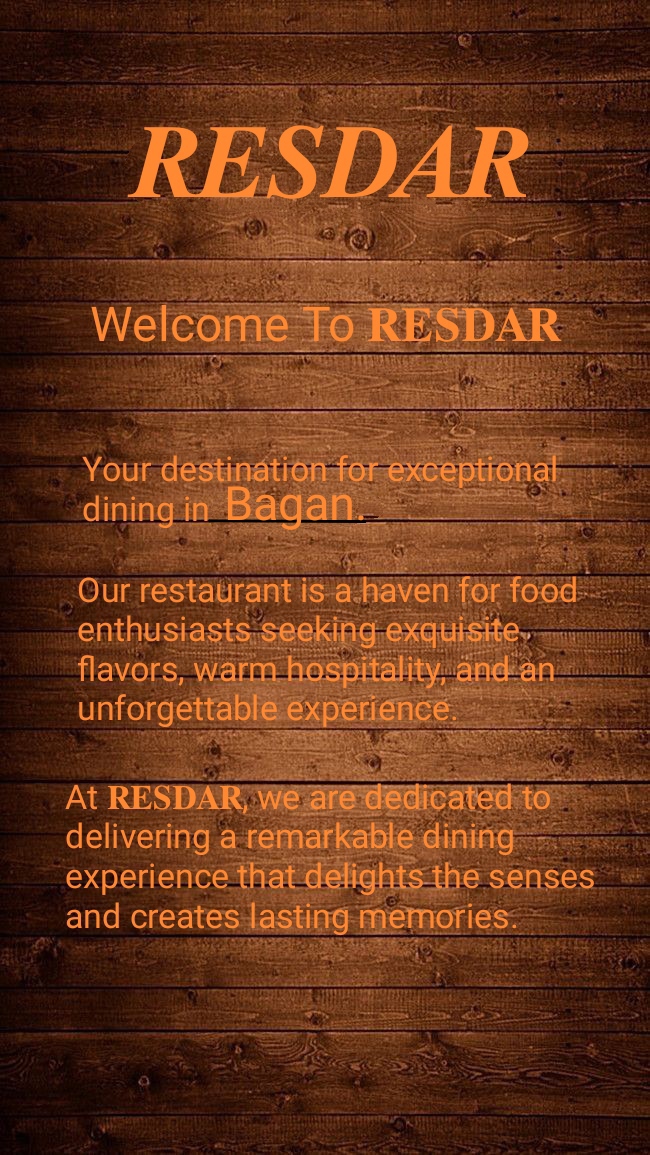 RESDAR
Welcome To RESDAR
Your destination for exceptional
dining in Bagan.
Our restaurant is a haven for food
enthusiasts seeking exquisite
flavors, warm hospitality, and an
unforgettable experience.
At RESDAR, we are dedicated to
delivering a remarkable dining
experience that delights the senses
and creates lasting memories.